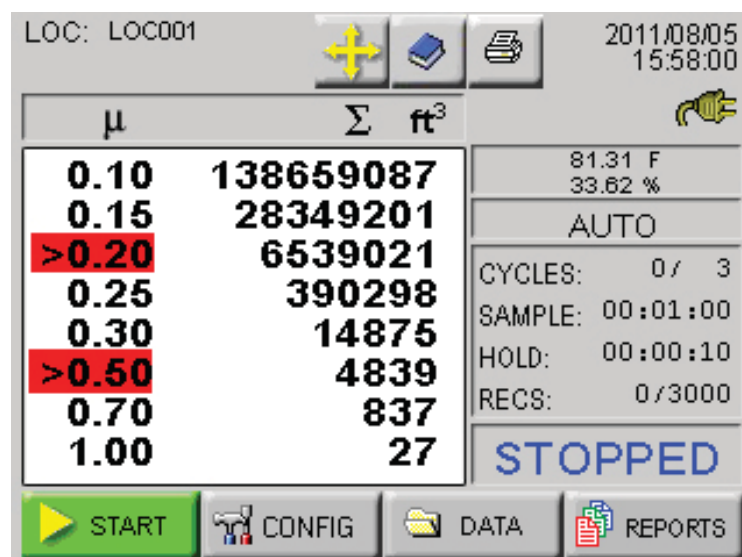 LOC: LOC001
2011/08/05
15:58:00
µ Σ ft³
0.10 138659087
0.15 28349201
>0.20 6539021
0.25 390298
0.30 14875
>0.50 4839
0.70 837
1.00 27
81.31 F
33.62 %
AUTO
CYCLES: 0/ 3
SAMPLE: 00:01:00
HOLD: 00:00:10
RECS: 0/3000
STOPPED
START
CONFIG
DATA
REPORTS